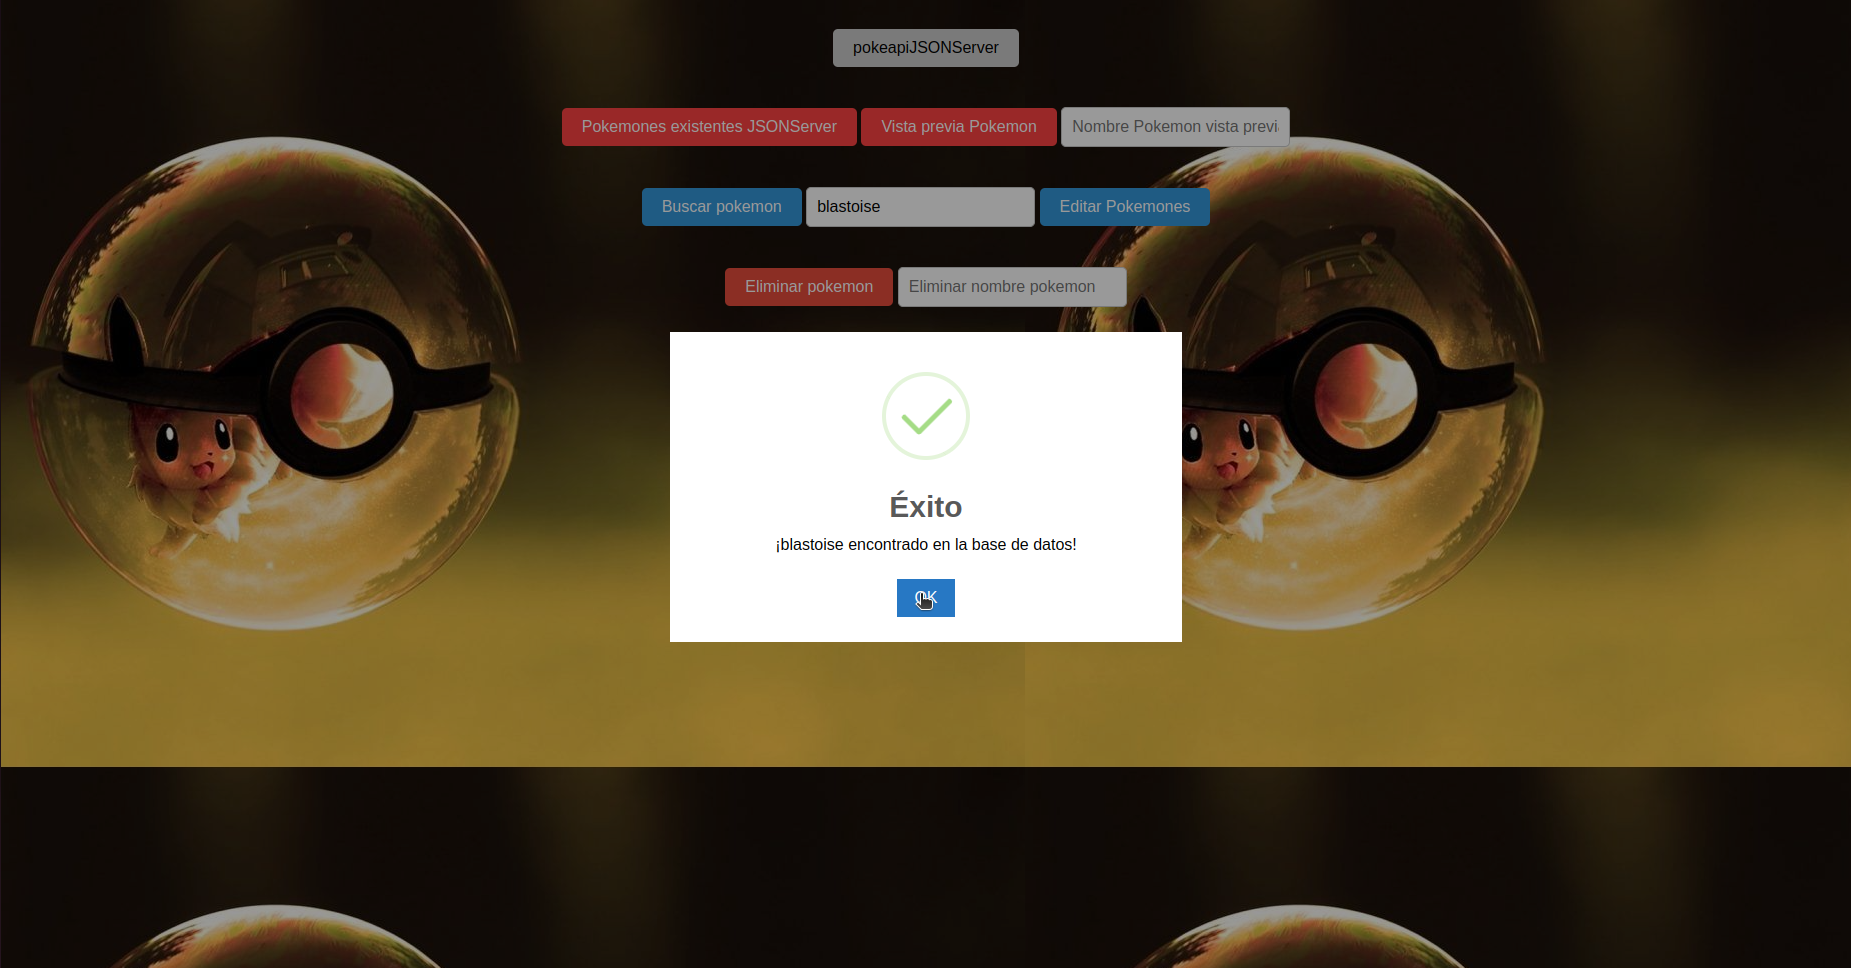 pokeapiJSONServer
Pokemones existentes JSONServer Vista previa Pokemon Nombre Pokemon vista previ
Buscar pokemon blastoise Editar Pokemones
Eliminar pokemon Eliminar nombre pokemon
Éxito
¡blastoise encontrado en la base de datos!
OK